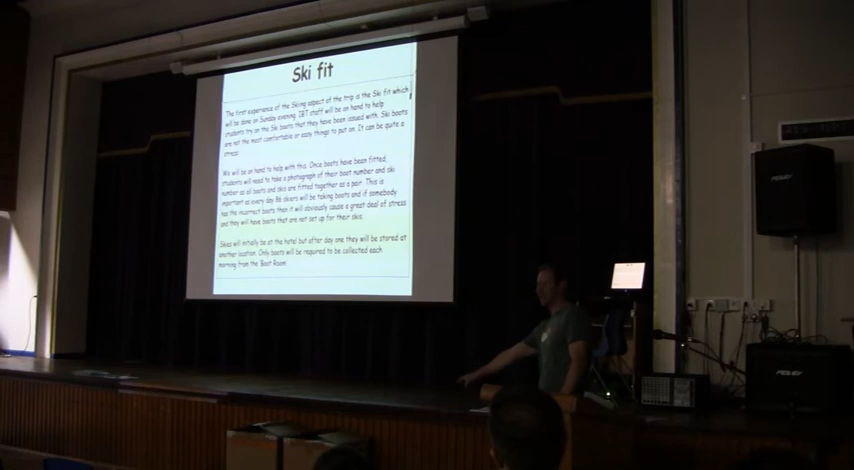 Ski fit
The first experience of the Skiing aspect of the trip is the Ski fit which
will be done on Sunday evening. IBT staff will be on hand to help
students try on the Ski boots that they have been issued with. Ski boots
are not the most comfortable or easy things to put on. It can be quite a
stress.
We will be on hand to help with this. Once boots have been fitted,
students will need to take a photograph of their boot number and ski
number as all boots and skis are fitted together as a pair. This is
important as every day 86 skiers will be taking boots and if somebody
has the incorrect boots then it will obviously cause a great deal of stress
and they will have boots that are not set up for their skis.
Skiis will initially be at the hotel but after day one they will be stored at
another location. Only boots will be required to be collected each
morning from the 'Boot Room'
PEAVEY
PEAVEY